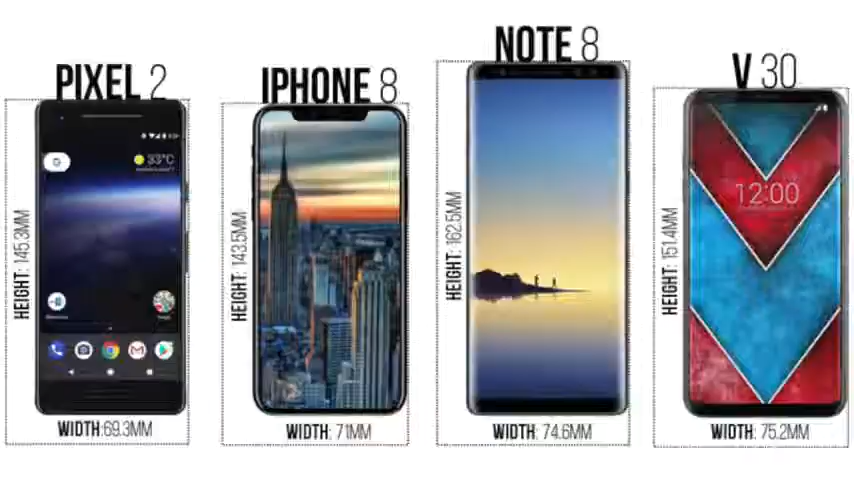 PIXEL 2
HEIGHT: 145.3MM
33°C
WIDTH:69.3MM
IPHONE 8
HEIGHT: 143.5MM
WIDTH: 71MM
NOTE 8
HEIGHT: 162.5MM
WIDTH: 74.6MM
V 30
HEIGHT: 151.4MM
12:00
WIDTH: 75.2MM